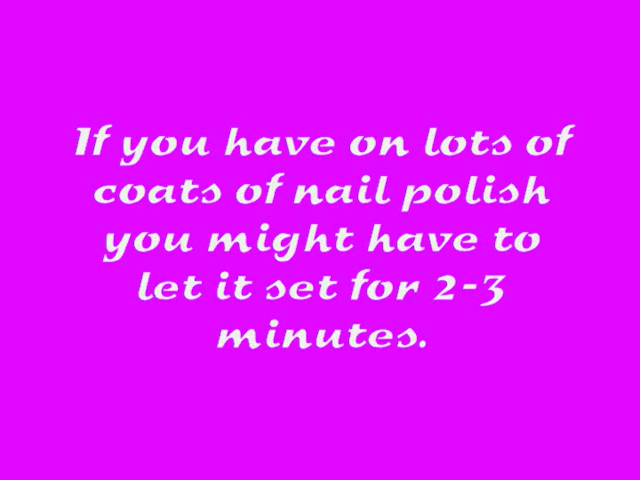 If you have on lots of
coats of nail polish
you might have to
let it set for 2-3
minutes.